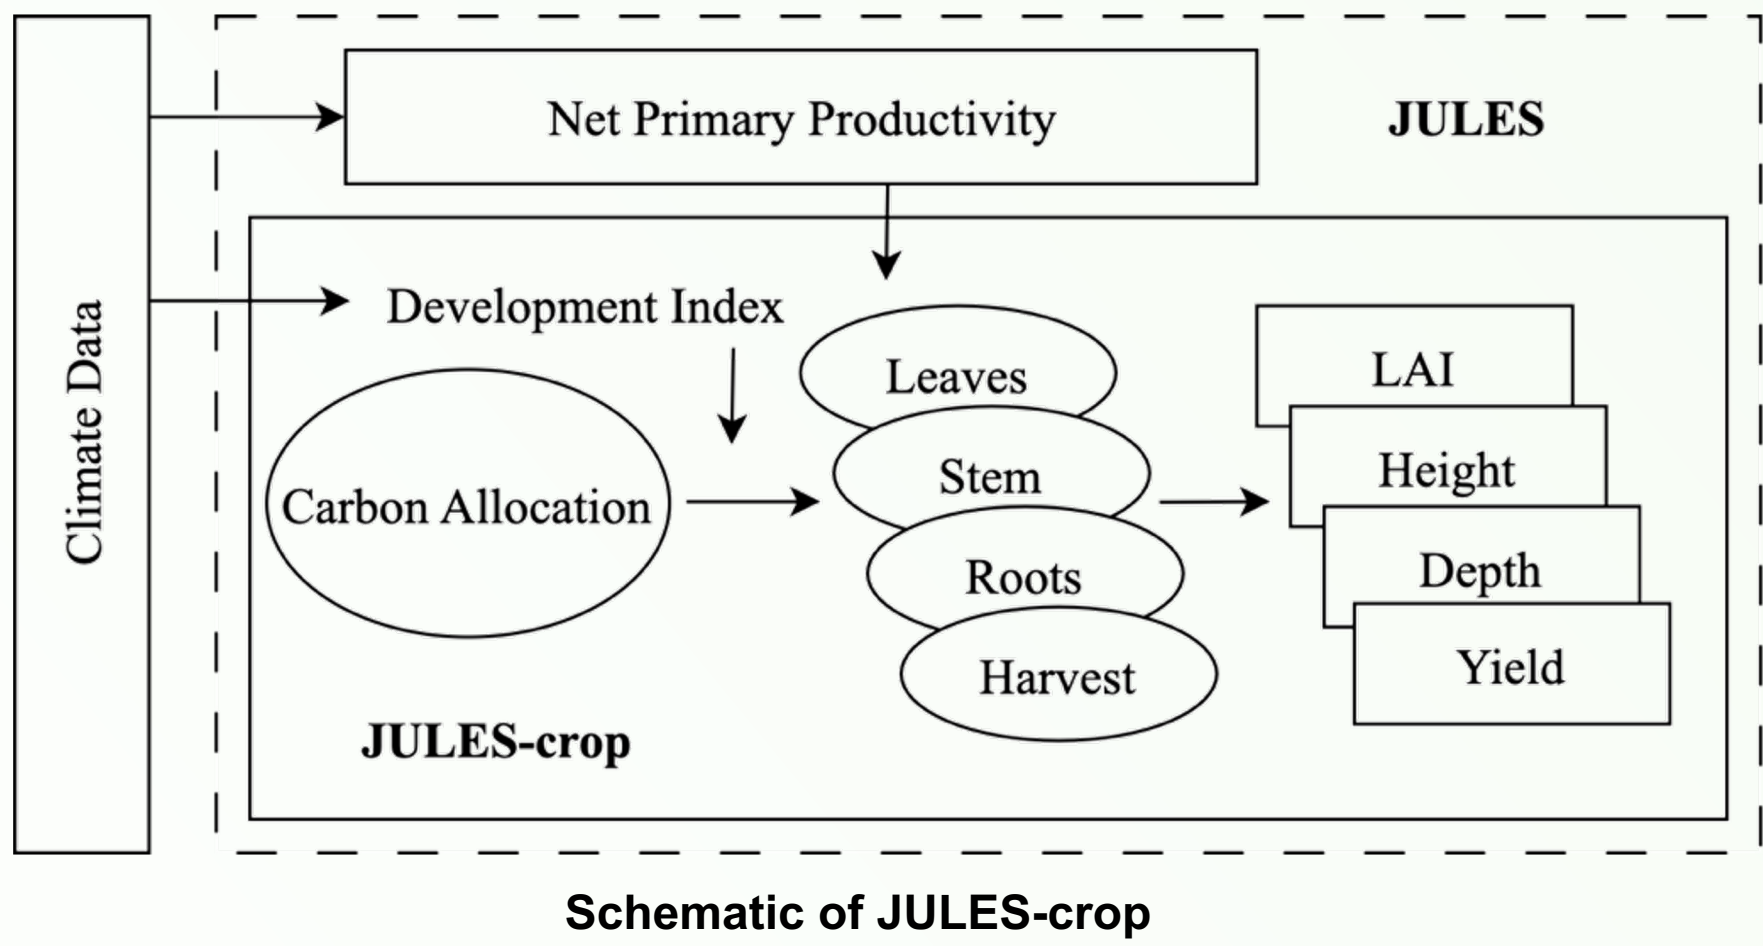 Climate Data
Net Primary Productivity
JULES
Development Index
Carbon Allocation
Leaves
Stem
Roots
Harvest
LAI
Height
Depth
Yield
JULES-crop
Schematic of JULES-crop